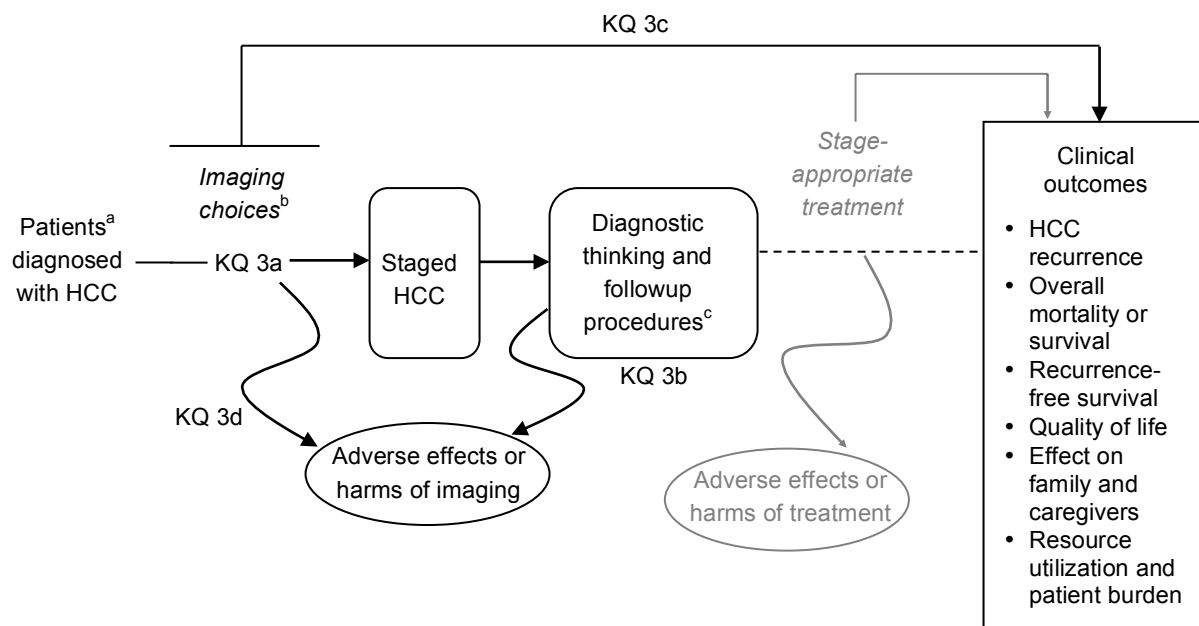 KQ 3c
Imaging
choices^b
Patients^a
diagnosed
with HCC
KQ 3a
Staged
HCC
Diagnostic
thinking and
followup
procedures^c
KQ 3b
KQ 3d
Adverse effects or
harms of imaging
Stage-
appropriate
treatment
Adverse effects or
harms of treatment
Clinical
outcomes
• HCC
recurrence
• Overall
mortality or
survival
• Recurrence-
free survival
• Quality of life
• Effect on
family and
caregivers
• Resource
utilization and
patient burden